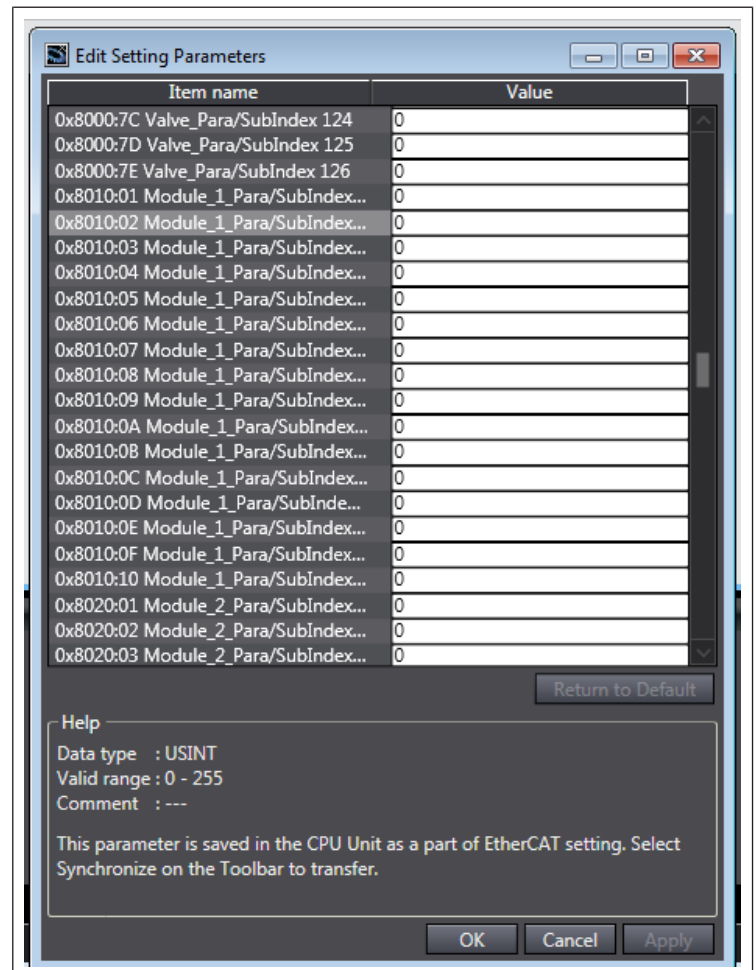 Edit Setting Parameters
Item name Value
0x8000:7C Valve_Para/SubIndex 124 0
0x8000:7D Valve_Para/SubIndex 125 0
0x8000:7E Valve_Para/SubIndex 126 0
0x8010:01 Module_1_Para/SubIndex... 0
0x8010:02 Module_1_Para/SubIndex... 0
0x8010:03 Module_1_Para/SubIndex... 0
0x8010:04 Module_1_Para/SubIndex... 0
0x8010:05 Module_1_Para/SubIndex... 0
0x8010:06 Module_1_Para/SubIndex... 0
0x8010:07 Module_1_Para/SubIndex... 0
0x8010:08 Module_1_Para/SubIndex... 0
0x8010:09 Module_1_Para/SubIndex... 0
0x8010:0A Module_1_Para/SubIndex... 0
0x8010:0B Module_1_Para/SubIndex... 0
0x8010:0C Module_1_Para/SubIndex... 0
0x8010:0D Module_1_Para/SubInde... 0
0x8010:0E Module_1_Para/SubIndex... 0
0x8010:0F Module_1_Para/SubIndex... 0
0x8010:10 Module_1_Para/SubIndex... 0
0x8020:01 Module_2_Para/SubIndex... 0
0x8020:02 Module_2_Para/SubIndex... 0
0x8020:03 Module_2_Para/SubIndex... 0
Return to Default
Help
Data type : USINT
Valid range : 0 - 255
Comment : ---
This parameter is saved in the CPU Unit as a part of EtherCAT setting. Select
Synchronize on the Toolbar to transfer.
OK Cancel Apply